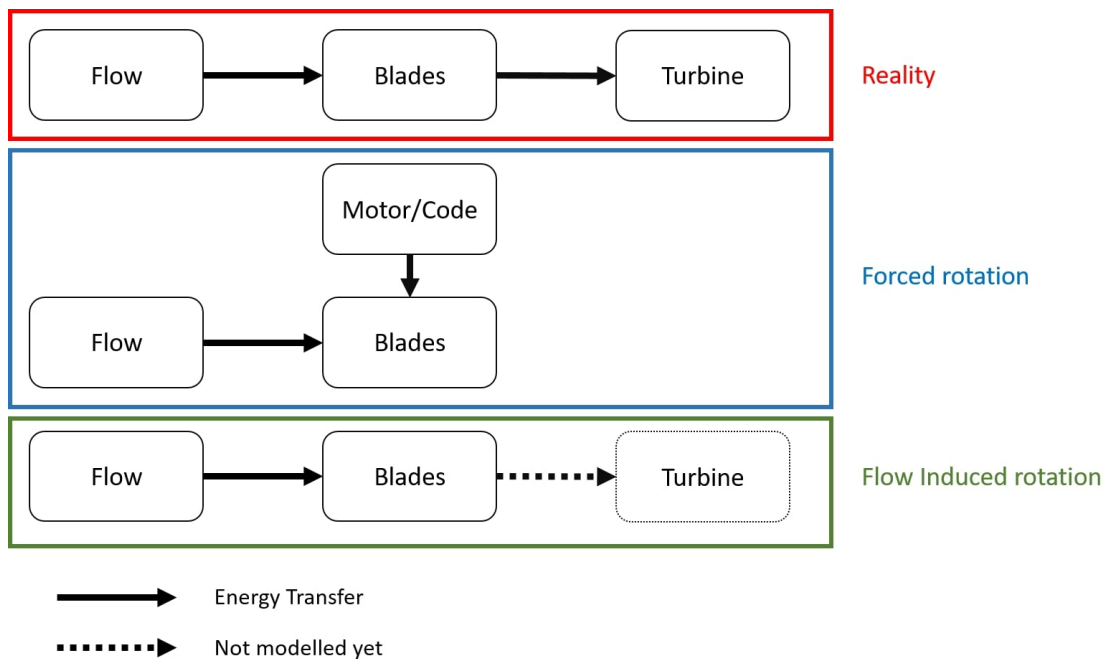 Flow
Blades
Turbine
Reality
Motor/Code
Forced rotation
Flow
Blades
Flow
Blades
Turbine
Flow Induced rotation
Energy Transfer
Not modelled yet